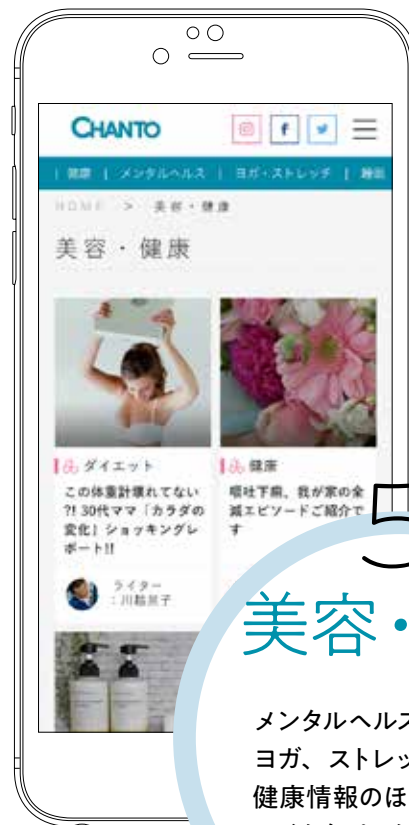 CHANTO
| 健康 | メンタルヘルス | ヨガ・ストレッチ | 睡眠
HOME > 美容・健康
美容・健康
ダイエット
この体重計壊れてない
?! 30代ママ「カラダの
変化」ショッキングレ
ポート!!
ライター
:川越景子
健康
嘔吐下痢、我が家の全
滅エピソードご紹介で
す
美容・
メンタルヘルス
ヨガ、ストレッ
健康情報のほ